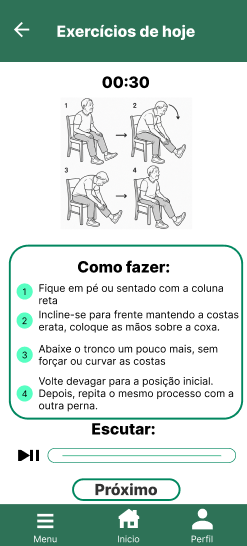 Exercícios de hoje
00:30
1
2
3
4
Como fazer:
1 Fique em pé ou sentado com a coluna
reta
2 Incline-se para frente mantendo a costas
erata, coloque as mãos sobre a coxa.
3 Abaixe o tronco um pouco mais, sem
forçar ou curvar as costas
4 Volte devagar para a posição inicial.
Depois, repita o mesmo processo com a
outra perna.
Escutar:
Próximo
Menu
Inicio
Perfil